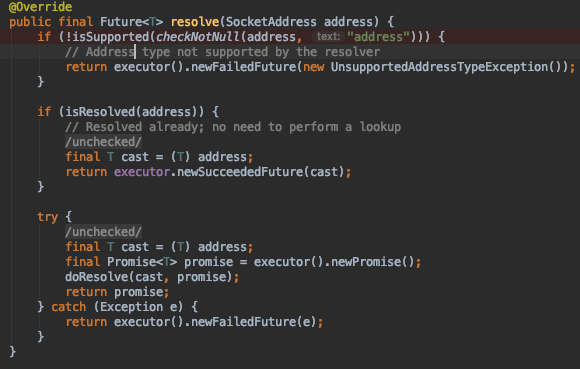 @Override
public final Future<T> resolve(SocketAddress address) {
if (!isSupported(checkNotNull(address, text: "address"))) {
// Address type not supported by the resolver
return executor().newFailedFuture(new UnsupportedAddressTypeException());
}
if (isResolved(address)) {
// Resolved already; no need to perform a lookup
/unchecked/
final T cast = (T) address;
return executor.newSucceededFuture(cast);
}
try {
/unchecked/
final T cast = (T) address;
final Promise<T> promise = executor().newPromise();
doResolve(cast, promise);
return promise;
} catch (Exception e) {
return executor().newFailedFuture(e);
}
}